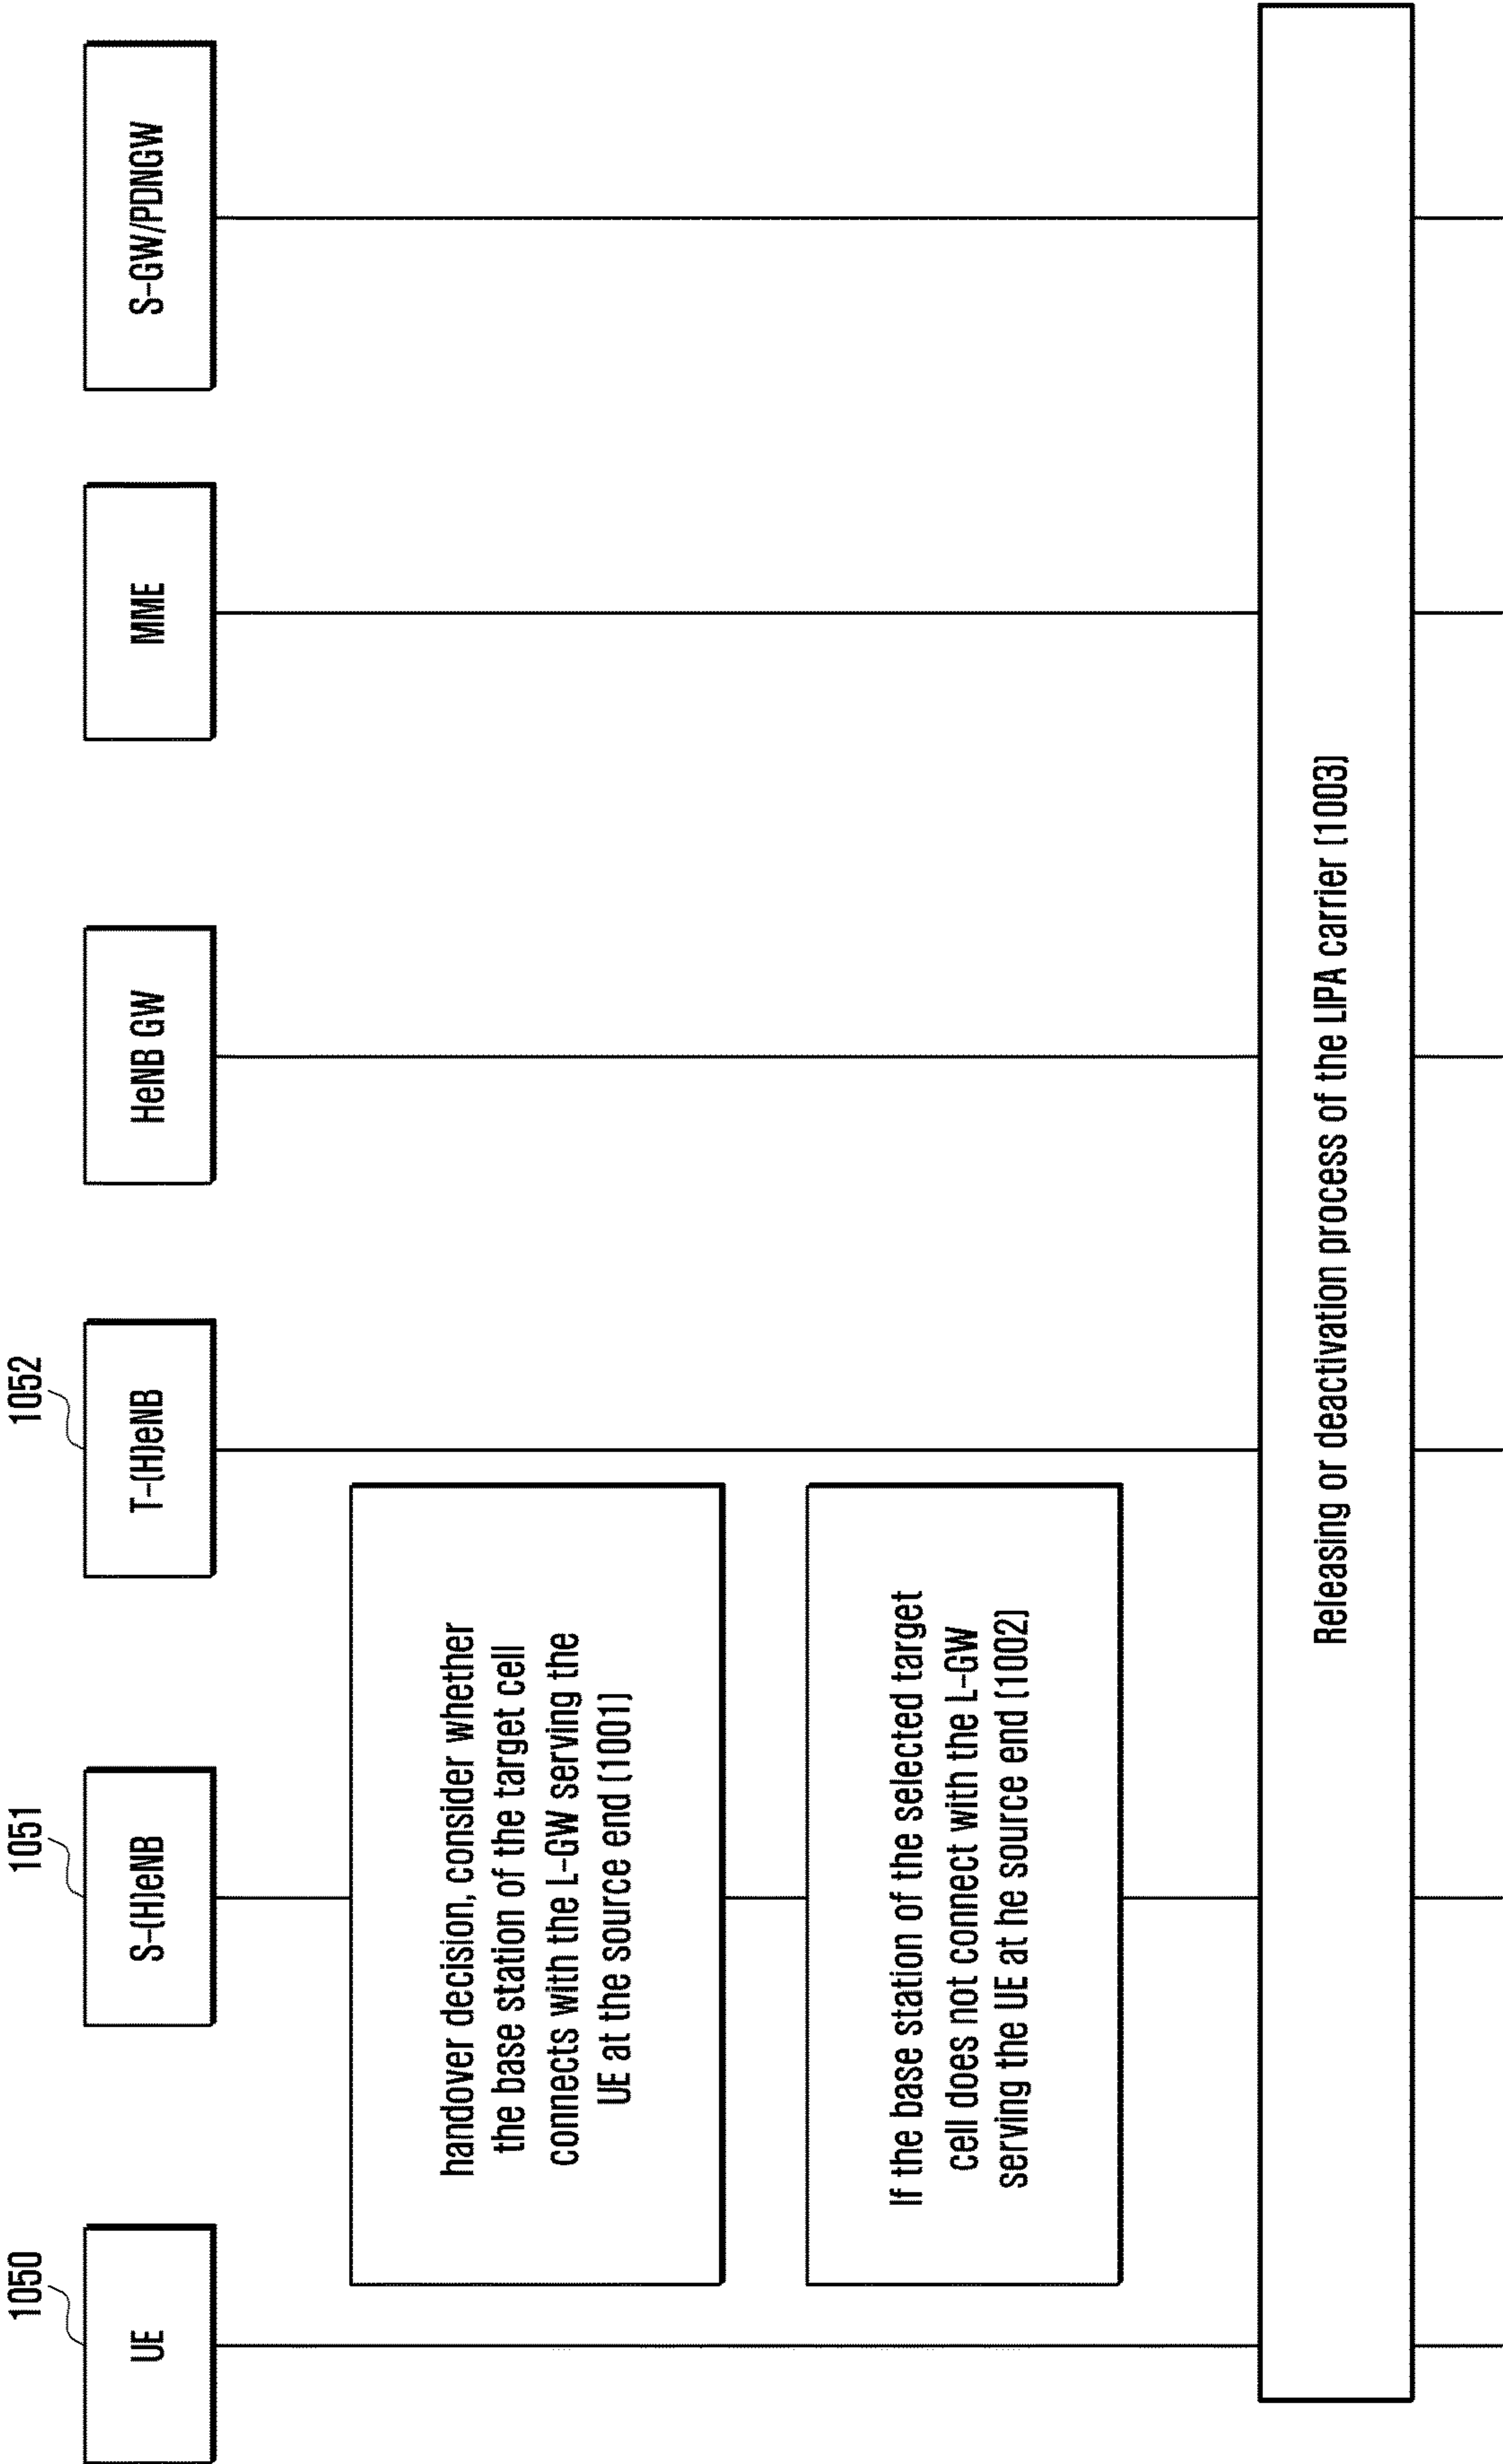 1050
1051
1052
UE
S-(H)eNB
T-(H)eNB
HeNB GW
MME
S-GW/PDNGW
handover decision, consider whether
the base station of the target cell
connects with the L-GW serving the
UE at the source end (1001)
If the base station of the selected target
cell does not connect with the L-GW
serving the UE at he source end (1002)
Releasing or deactivation process of the LIPA carrier (1003)